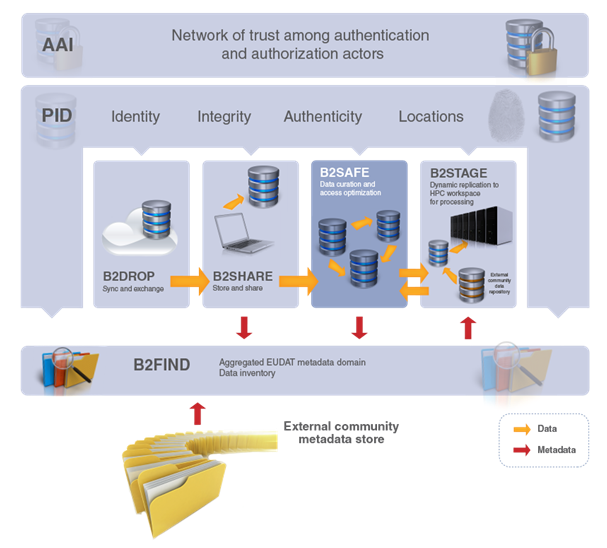 AAI
Network of trust among authentication
and authorization actors
PID
Identity
Integrity
Authenticity
Locations
B2DROP
Sync and exchange
B2SHARE
Store and share
B2SAFE
Data curation and
access optimization
B2STAGE
Dynamic replication to
HPC workspace
for processing
External
community
data
repository
B2FIND
Aggregated EUDAT metadata domain
Data inventory
External community
metadata store
Data
Metadata